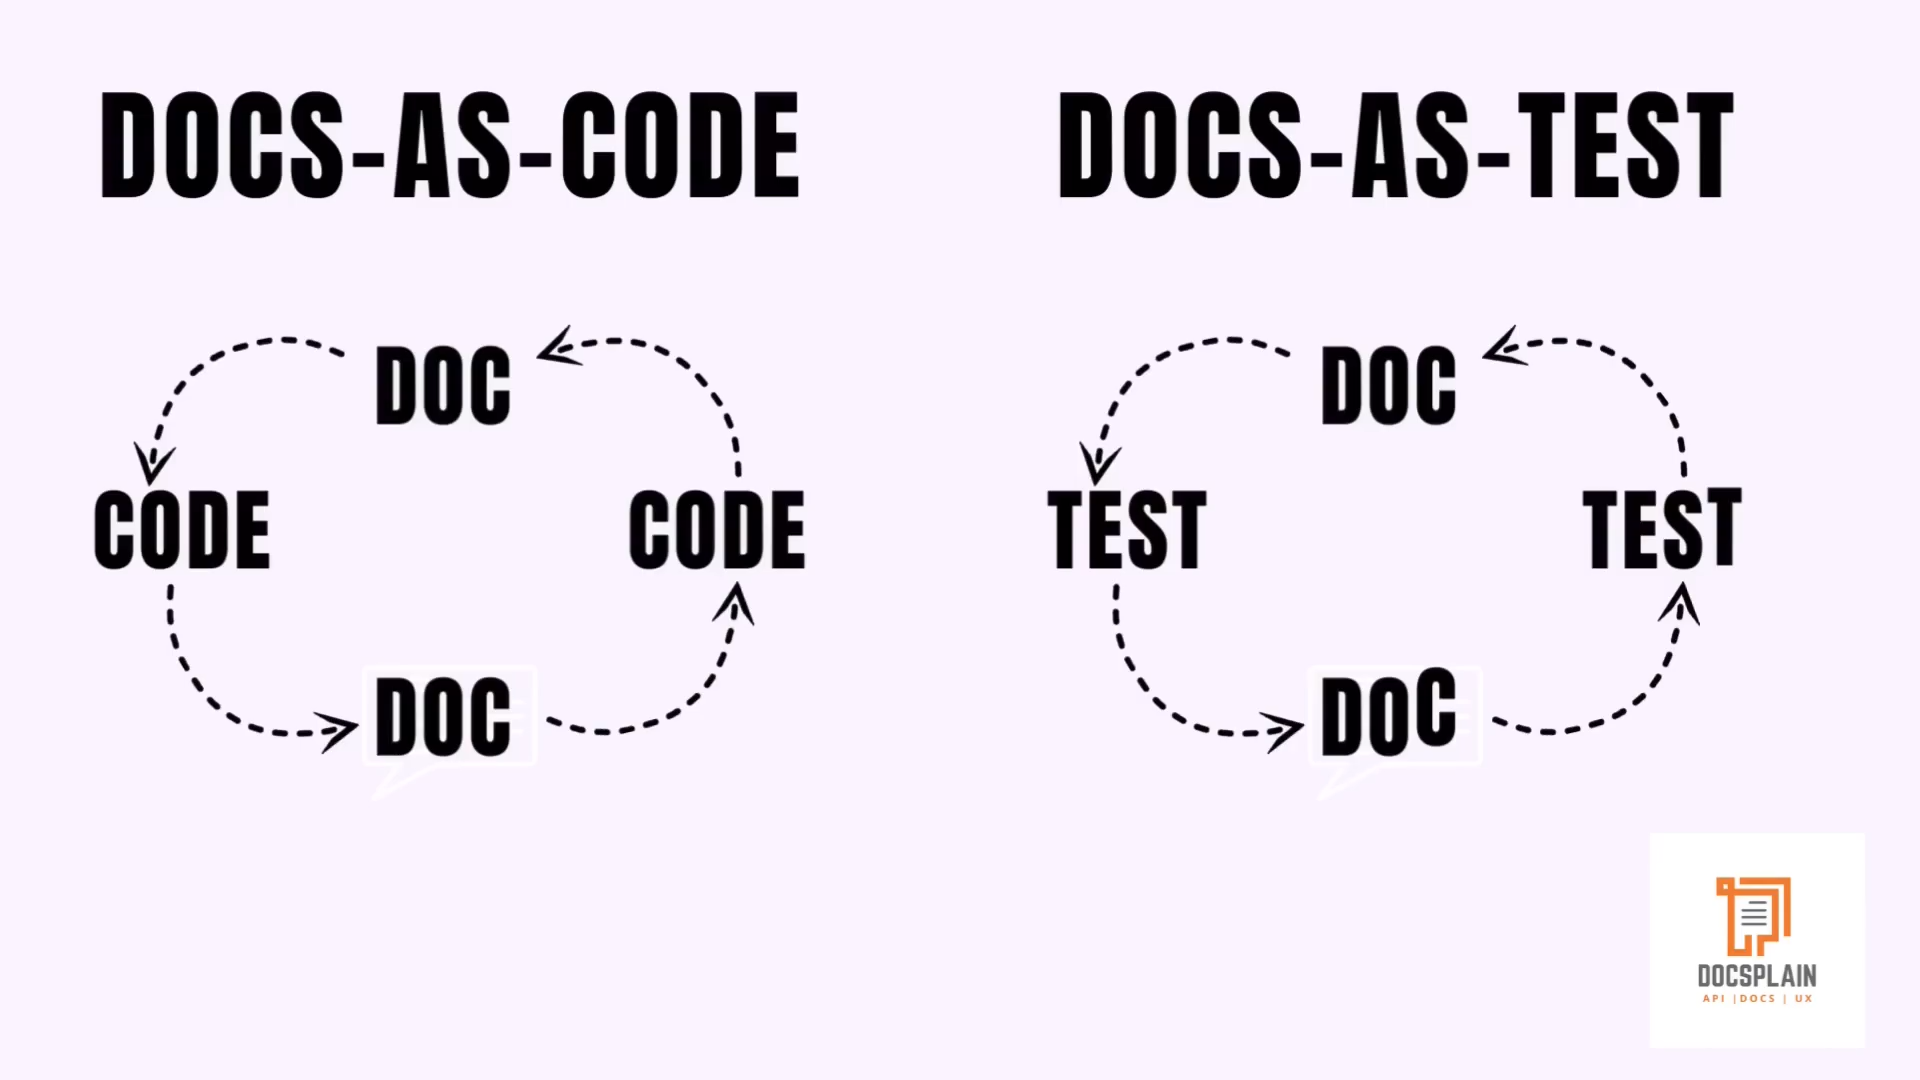 DOCS-AS-CODE
DOC
CODE
CODE
DOC
DOCS-AS-TEST
DOC
TEST
TEST
DOC
DOCSPLAIN
API |DOCS | UX